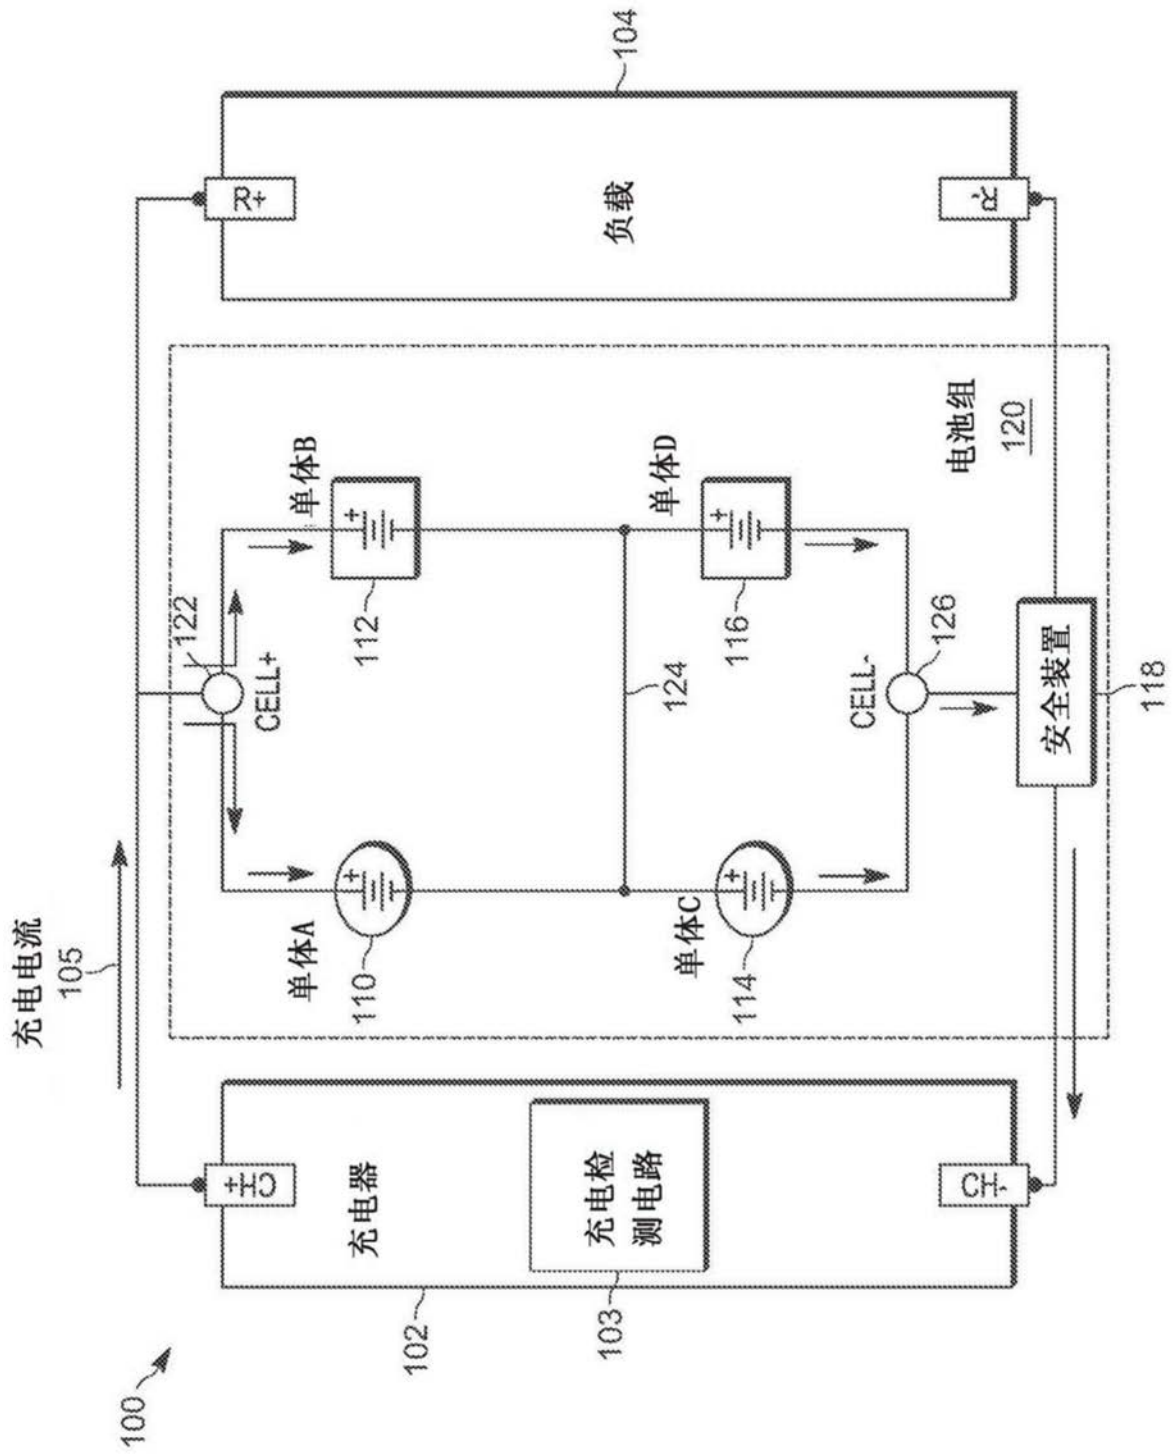 充电电流
105
100
122
CH+
R+
CELL+
单体A
单体B
充电器
110
112
102
充电检
测电路
103
负载
104
单体C
单体D
124
114
116
CELL-
126
电池组
CH-
R-
120
安全装置
118